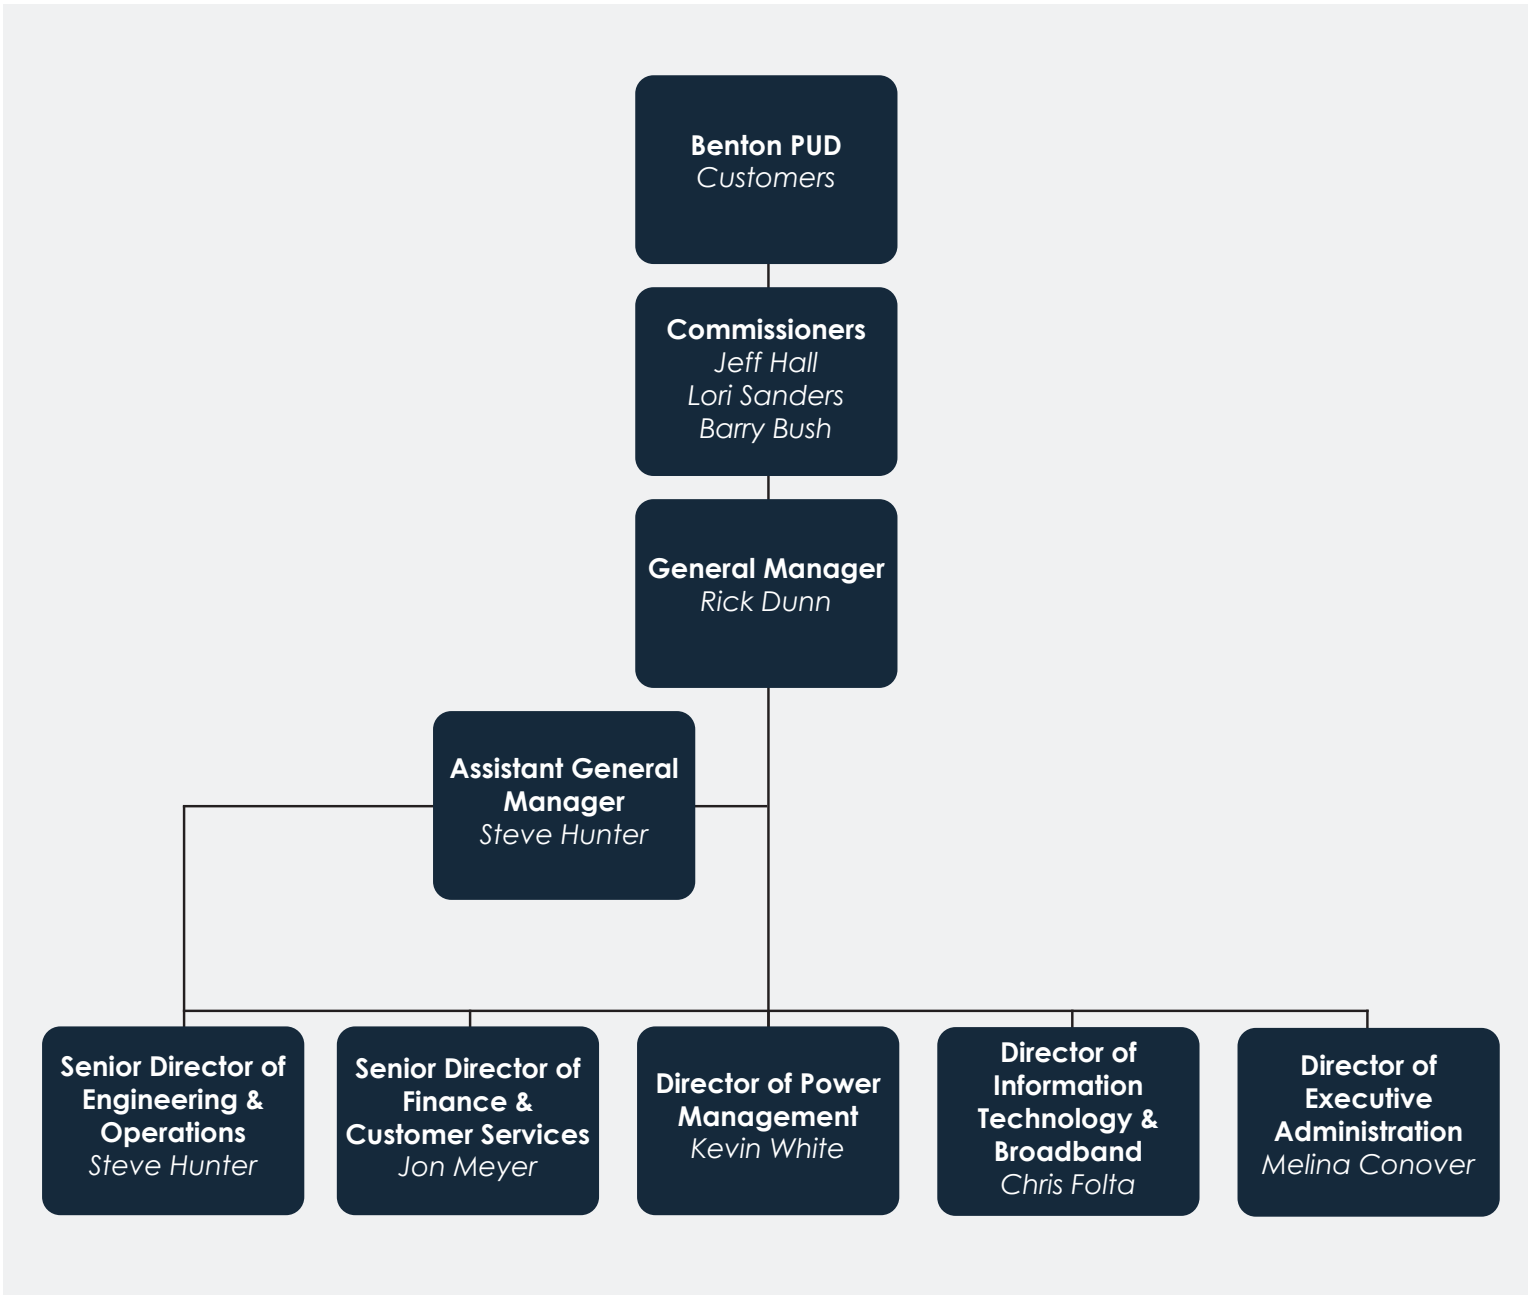 Benton PUD
Customers
Commissioners
Jeff Hall
Lori Sanders
Barry Bush
General Manager
Rick Dunn
Assistant General
Manager
Steve Hunter
Senior Director of
Engineering &
Operations
Steve Hunter
Senior Director of
Finance &
Customer Services
Jon Meyer
Director of Power
Management
Kevin White
Director of
Information
Technology &
Broadband
Chris Folta
Director of
Executive
Administration
Melina Conover